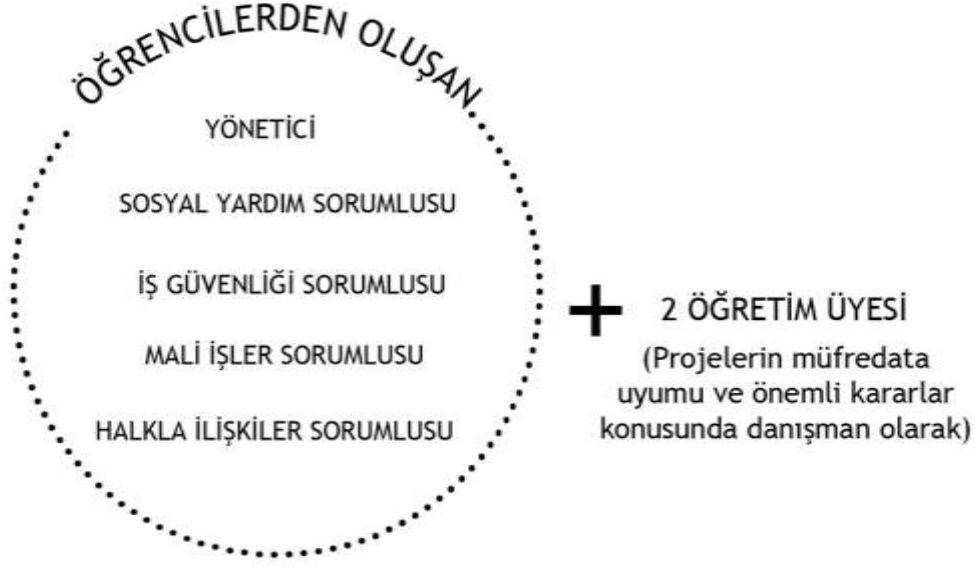 ÖĞRENCİLERDEN OLUŞAN
YÖNETİCİ
SOSYAL YARDIM SORUMLUSU
İŞ GÜVENLİĞİ SORUMLUSU
MALİ İŞLER SORUMLUSU
HALKLA İLİŞKİLER SORUMLUSU
+
2 ÖĞRETİM ÜYESİ
(Projelerin müfredata
uyumu ve önemli kararlar
konusunda danışman olarak)